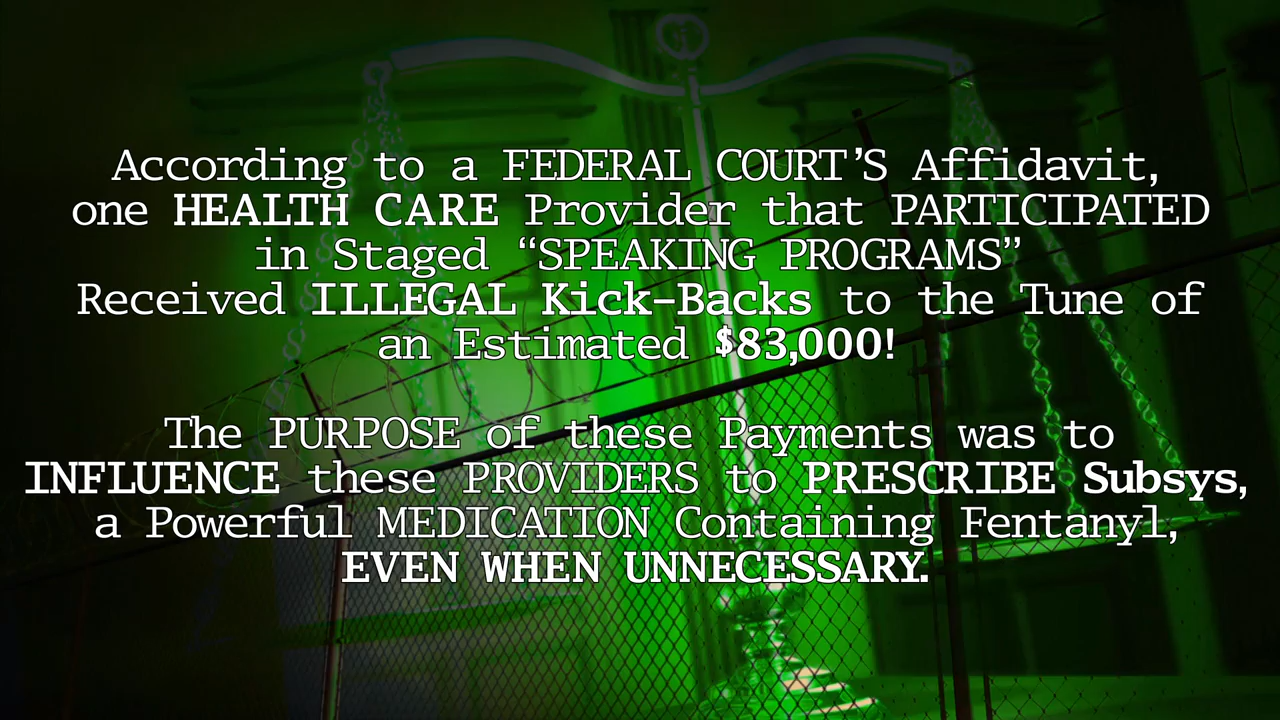 According to a FEDERAL COURT’S Affidavit,
one HEALTH CARE Provider that PARTICIPATED
in Staged “SPEAKING PROGRAMS”
Received ILLEGAL Kick-Backs to the Tune of
an Estimated $83,000!
The PURPOSE of these Payments was to
INFLUENCE these PROVIDERS to PRESCRIBE Subsys,
a Powerful MEDICATION Containing Fentanyl,
EVEN WHEN UNNECESSARY.